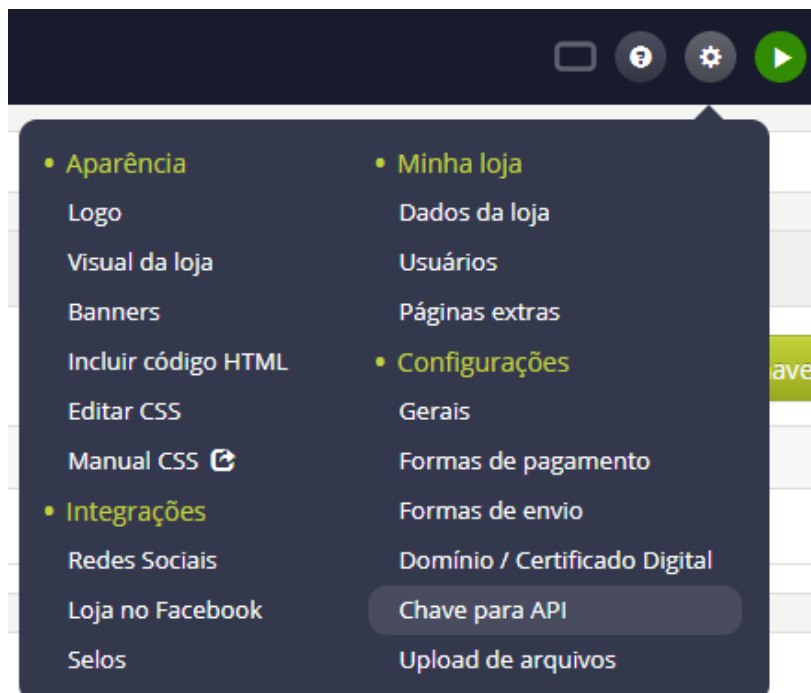 Aparência
Logo
Visual da loja
Banners
Incluir código HTML
Editar CSS
Manual CSS
Integrações
Redes Sociais
Loja no Facebook
Selos
Minha loja
Dados da loja
Usuários
Páginas extras
Configurações
Gerais
Formas de pagamento
Formas de envio
Domínio / Certificado Digital
Chave para API
Upload de arquivos